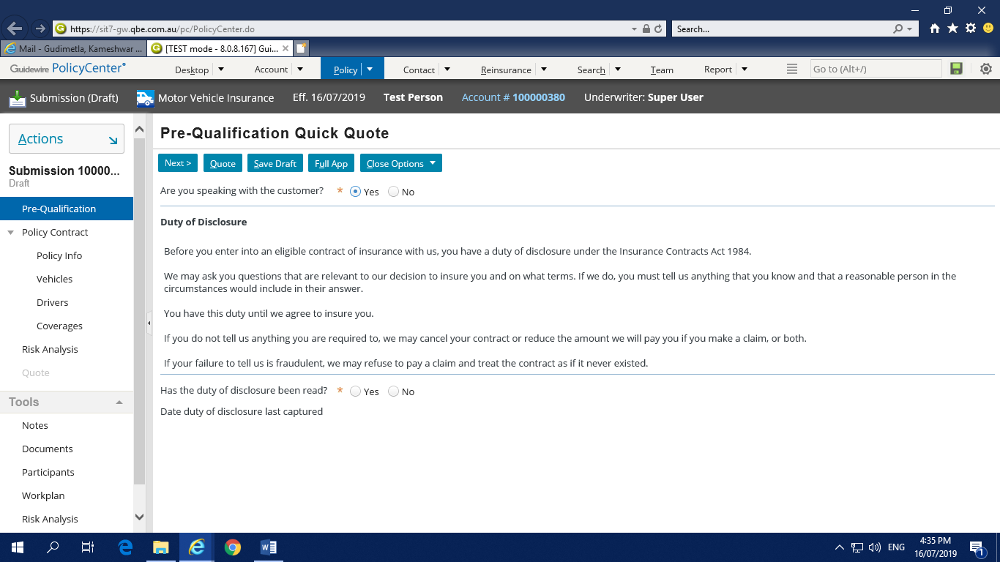 https://sit7-gw.qbe.com.au/pc/PolicyCenter.do
Search...
Mail - Gudimetla, Kameshwar ...
[TEST mode - 8.0.8.167] Gui...
Guidewire PolicyCenter
Desktop
Account
Policy
Contact
Reinsurance
Search
Team
Report
Go to (Alt+/)
Submission (Draft)
Motor Vehicle Insurance
Eff. 16/07/2019
Test Person
Account # 100000380
Underwriter: Super User
Actions
Submission 10000...
Draft
Pre-Qualification
Policy Contract
Policy Info
Vehicles
Drivers
Coverages
Risk Analysis
Quote
Tools
Notes
Documents
Participants
Workplan
Risk Analysis
Pre-Qualification Quick Quote
Next >
Quote
Save Draft
Full App
Close Options
Are you speaking with the customer? * Yes No
Duty of Disclosure
Before you enter into an eligible contract of insurance with us, you have a duty of disclosure under the Insurance Contracts Act 1984.
We may ask you questions that are relevant to our decision to insure you and on what terms. If we do, you must tell us anything that you know and that a reasonable person in the
circumstances would include in their answer.
You have this duty until we agree to insure you.
If you do not tell us anything you are required to, we may cancel your contract or reduce the amount we will pay you if you make a claim, or both.
If your failure to tell us is fraudulent, we may refuse to pay a claim and treat the contract as if it never existed.
Has the duty of disclosure been read? * Yes No
Date duty of disclosure last captured
ENG
4:35 PM
16/07/2019
1